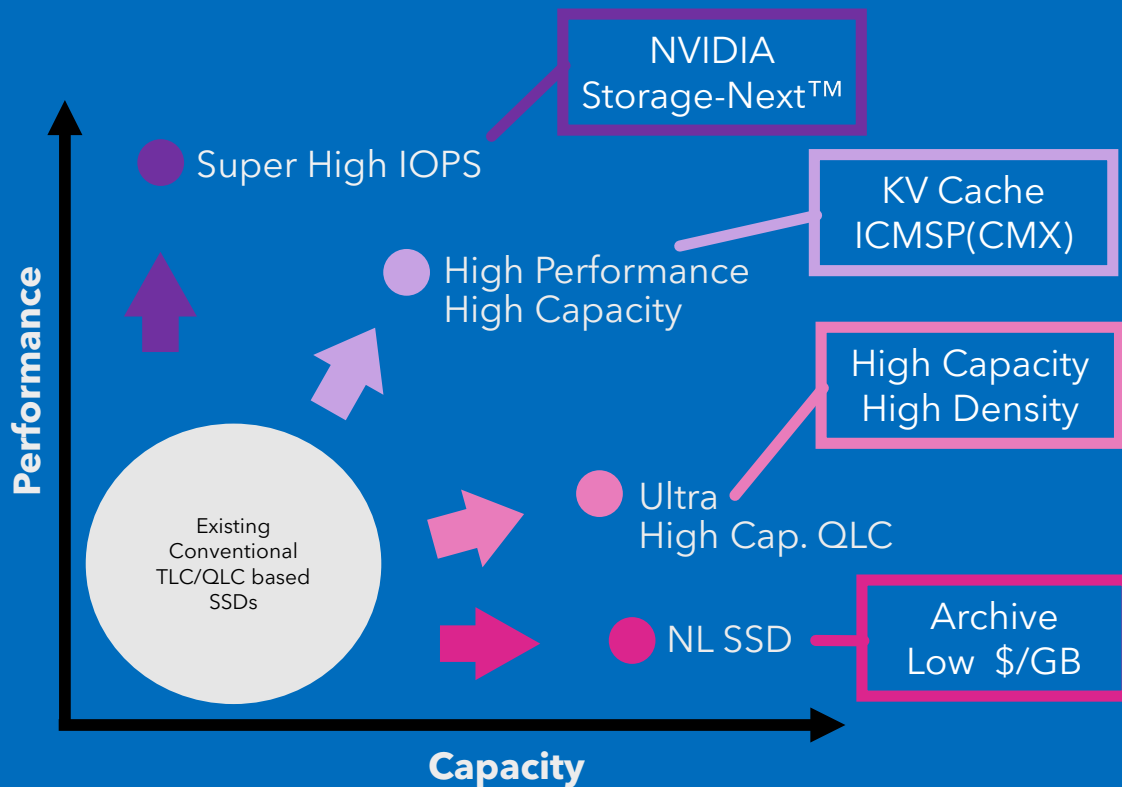 NVIDIA
Storage-Next™
Super High IOPS
KV Cache
ICMSP(CMX)
High Performance
High Capacity
High Capacity
High Density
Performance
Ultra
High Cap. QLC
Existing
Conventional
TLC/QLC based
SSDs
NL SSD
Archive
Low $/GB
Capacity